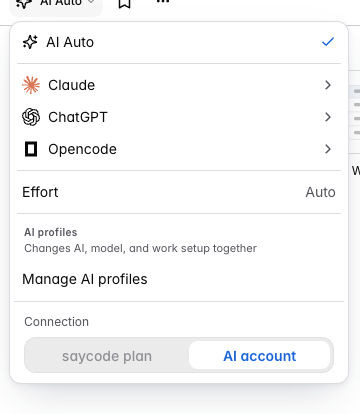 AI Auto
AI Auto
Claude
ChatGPT
Opencode
Effort
Auto
AI profiles
Changes AI, model, and work setup together
Manage AI profiles
Connection
saycode plan
AI account